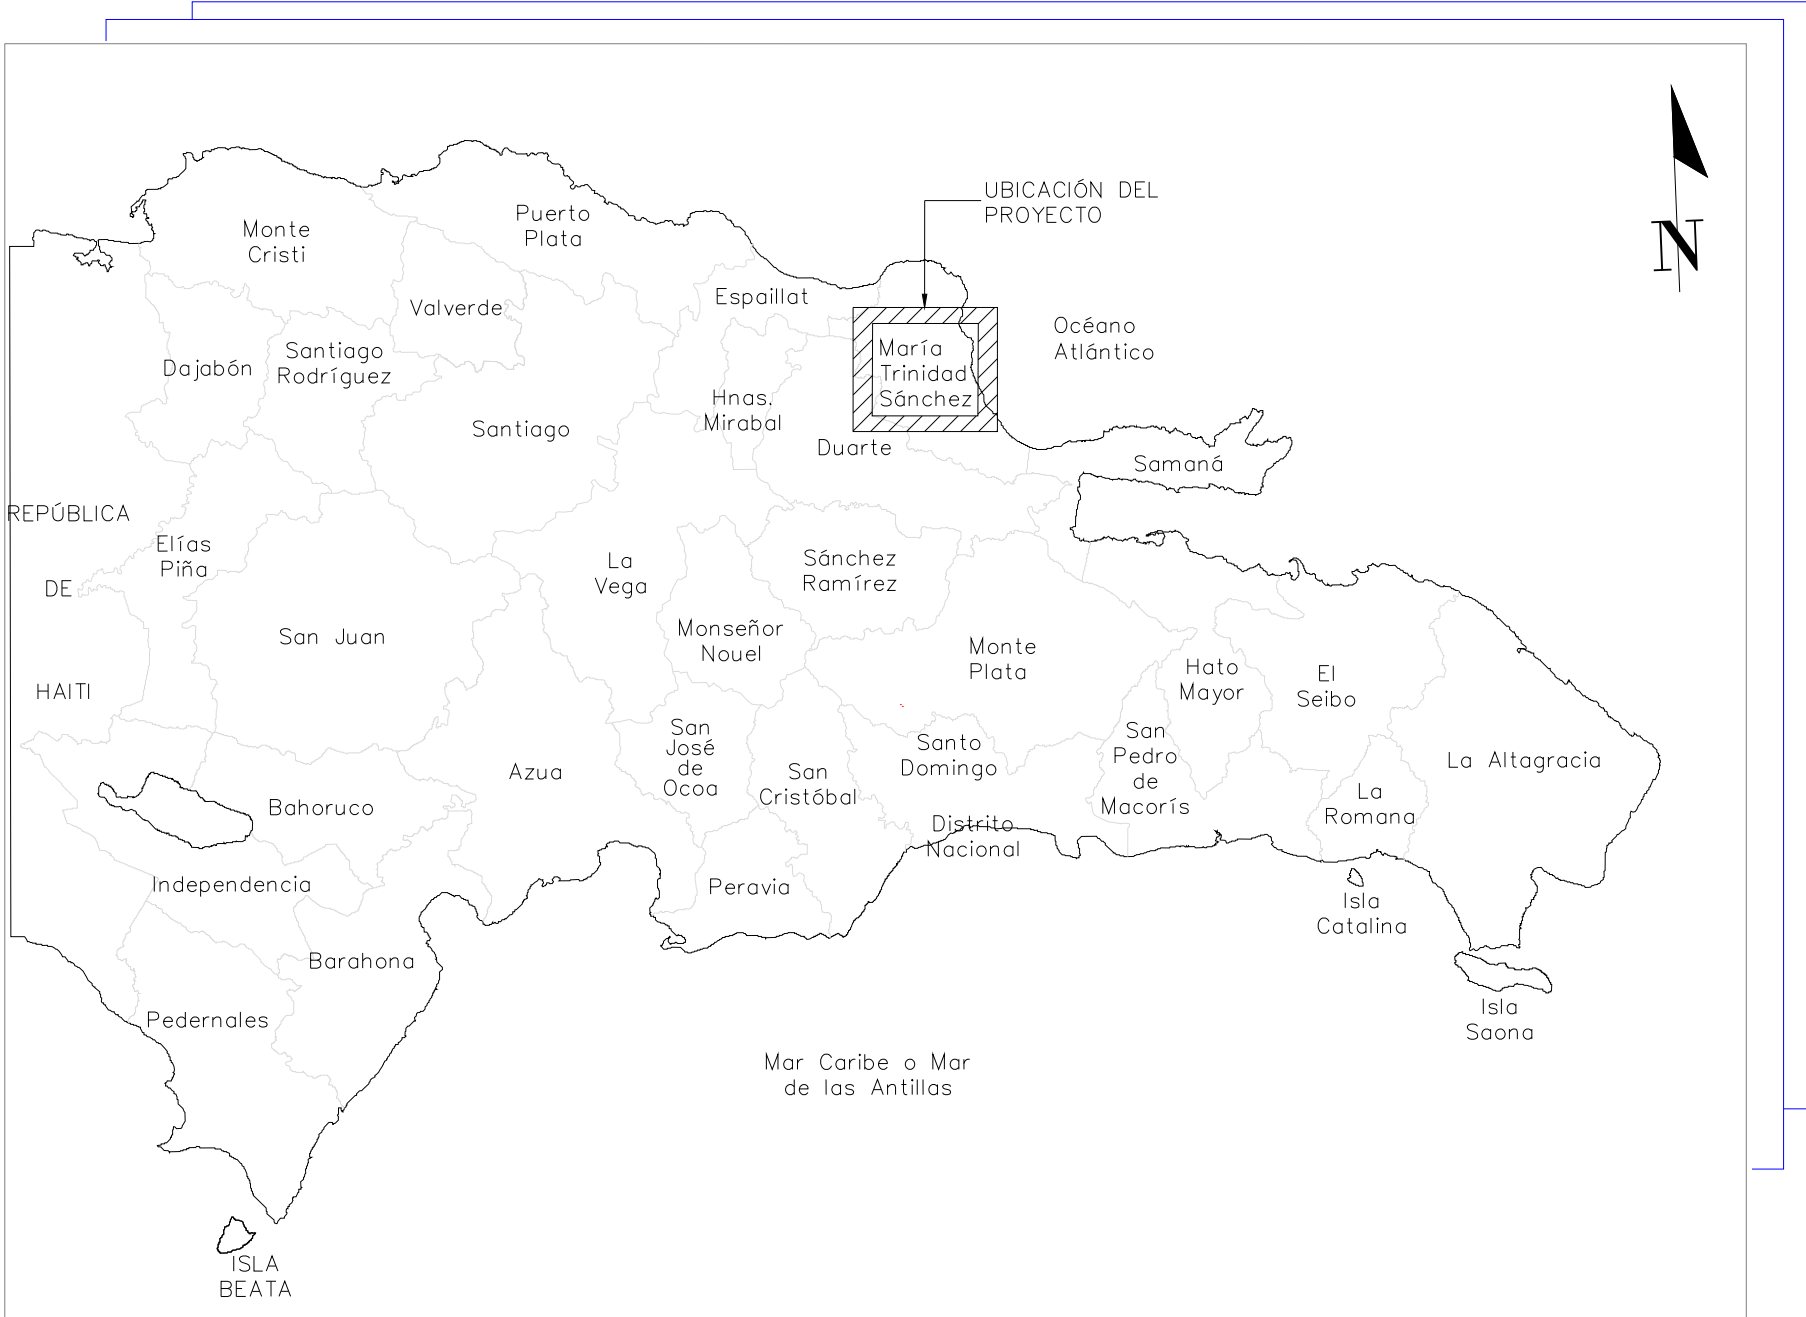 UBICACIÓN DEL
PROYECTO
N
Monte
Cristi
Puerto
Plata
Valverde
Espaillat
Océano
Atlántico
Dajabón
Santiago
Rodríguez
María
Trinidad
Sánchez
Hnas.
Mirabal
Santiago
Duarte
Samaná
REPÚBLICA
DE
HAITI
Elías
Piña
La
Vega
Sánchez
Ramírez
San Juan
Monseñor
Nouel
Monte
Plata
Hato
Mayor
El
Seibo
San
José
de
Ocoa
Santo
Domingo
San
Pedro
de
Macorís
La Altagracia
Azua
San
Cristóbal
La
Romana
Bahoruco
Distrito
Nacional
Independencia
Peravia
Isla
Catalina
Barahona
Pedernales
Isla
Saona
Mar Caribe o Mar
de las Antillas
ISLA
BEATA